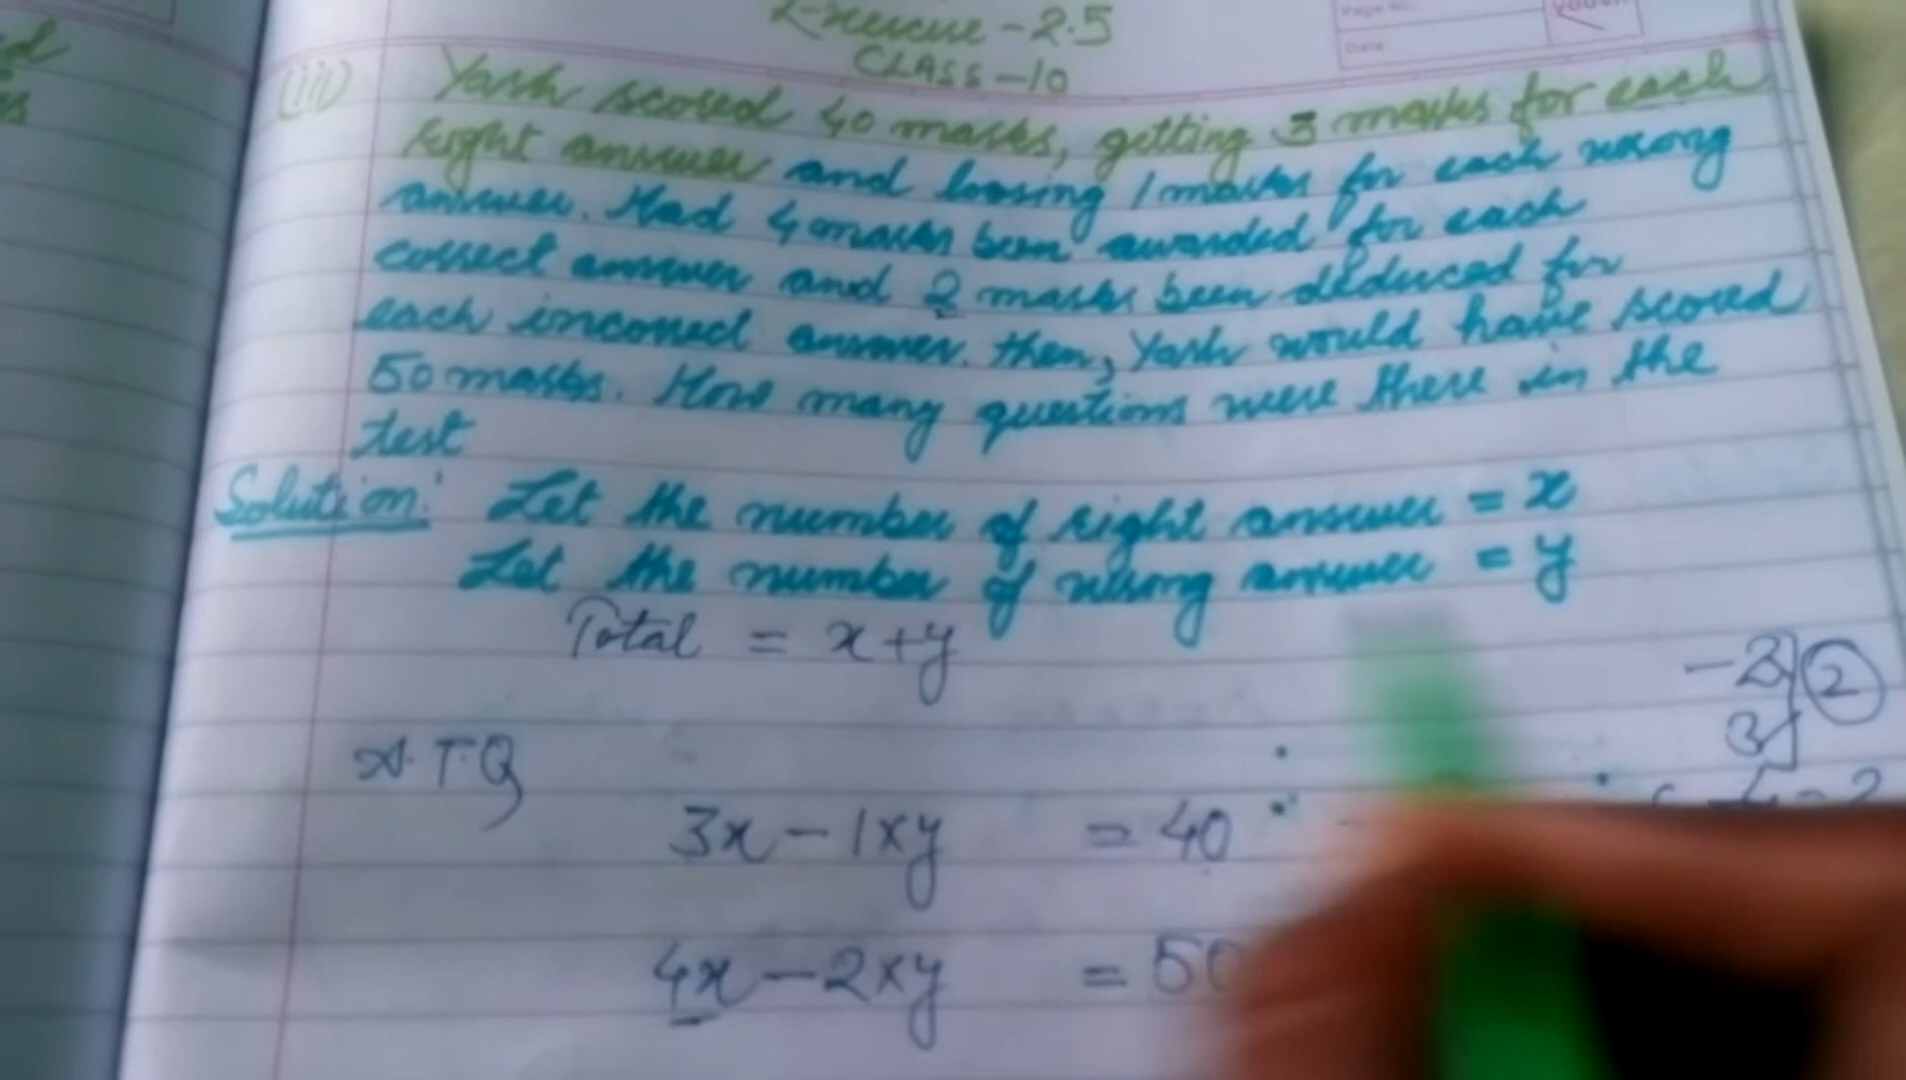 Exercise - 2.5
CLASS-10
Date
(iii) Yash scored 40 marks, getting 3 marks for each
right answer and loosing 1 marks for each wrong
answer. Had 4 marks been awarded for each
correct answer and 2 marks been deduced for
each incorrect answer. then, Yash would have scored
50 marks. How many questions were there in the
test
Solution: Let the number of right answer = x
Let the number of wrong answer = y
Total = x+y
A.T.Q
3x - 1xy = 40
4x - 2xy = 50